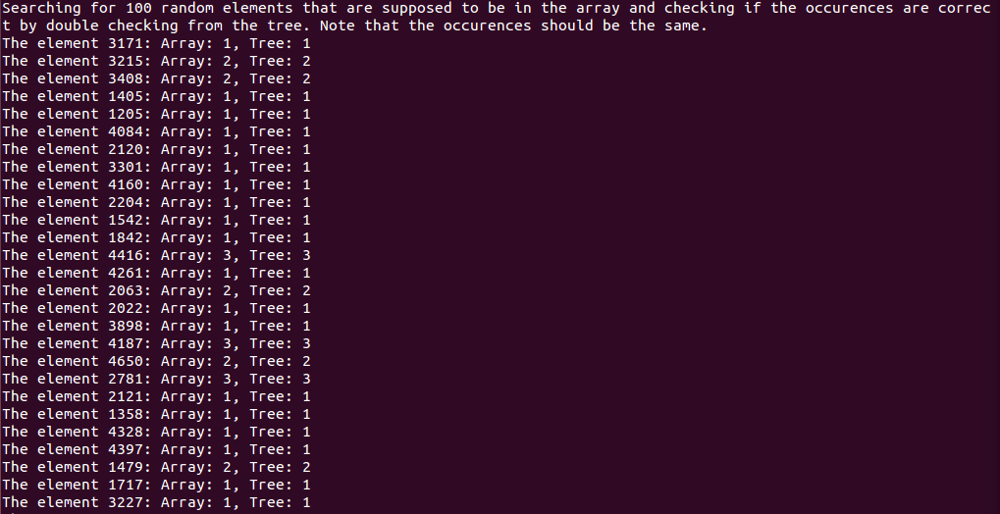 Searching for 100 random elements that are supposed to be in the array and checking if the occurences are correc
t by double checking from the tree. Note that the occurences should be the same.
The element 3171: Array: 1, Tree: 1
The element 3215: Array: 2, Tree: 2
The element 3408: Array: 2, Tree: 2
The element 1405: Array: 1, Tree: 1
The element 1205: Array: 1, Tree: 1
The element 4084: Array: 1, Tree: 1
The element 2120: Array: 1, Tree: 1
The element 3301: Array: 1, Tree: 1
The element 4160: Array: 1, Tree: 1
The element 2204: Array: 1, Tree: 1
The element 1542: Array: 1, Tree: 1
The element 1842: Array: 1, Tree: 1
The element 4416: Array: 3, Tree: 3
The element 4261: Array: 1, Tree: 1
The element 2063: Array: 2, Tree: 2
The element 2022: Array: 1, Tree: 1
The element 3898: Array: 1, Tree: 1
The element 4187: Array: 3, Tree: 3
The element 4650: Array: 2, Tree: 2
The element 2781: Array: 3, Tree: 3
The element 2121: Array: 1, Tree: 1
The element 1358: Array: 1, Tree: 1
The element 4328: Array: 1, Tree: 1
The element 4397: Array: 1, Tree: 1
The element 1479: Array: 2, Tree: 2
The element 1717: Array: 1, Tree: 1
The element 3227: Array: 1, Tree: 1